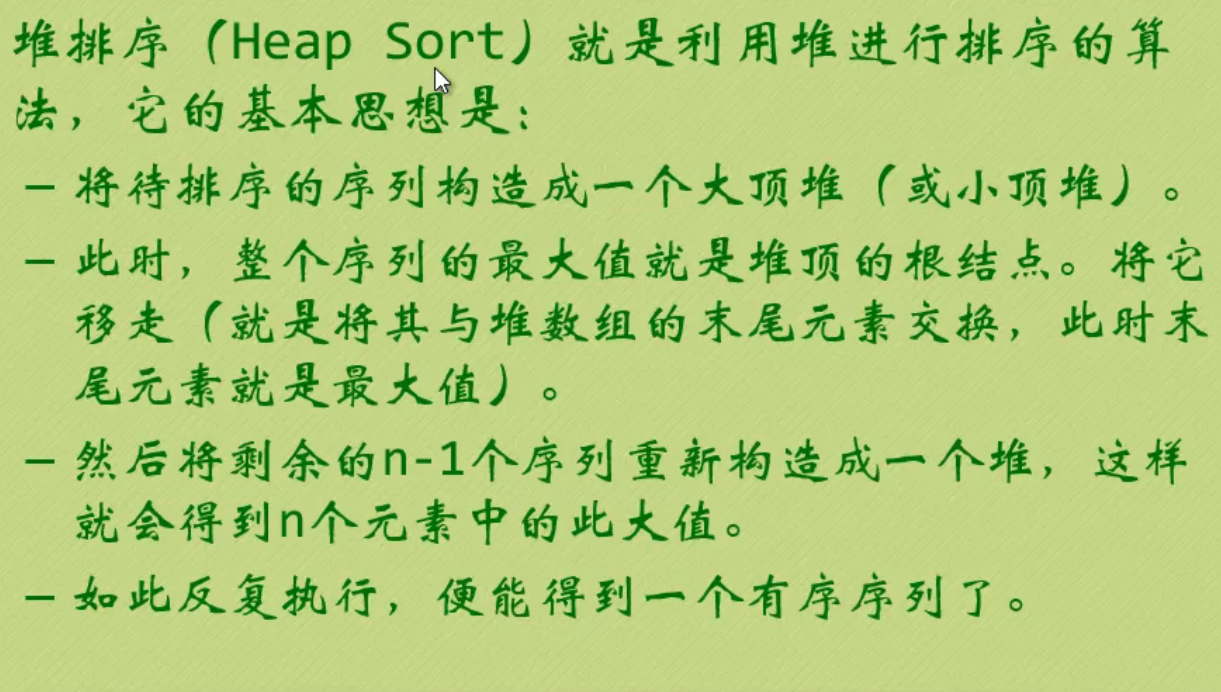 堆排序（Heap Sort）就是利用堆进行排序的算
法，它的基本思想是：
– 将待排序的序列构造成一个大顶堆（或小顶堆）。
– 此时，整个序列的最大值就是堆顶的根结点。将它
移走（就是将其与堆数组的末尾元素交换，此时末
尾元素就是最大值）。
– 然后将剩余的n-1个序列重新构造成一个堆，这样
就会得到n个元素中的此大值。
– 如此反复执行，便能得到一个有序序列了。